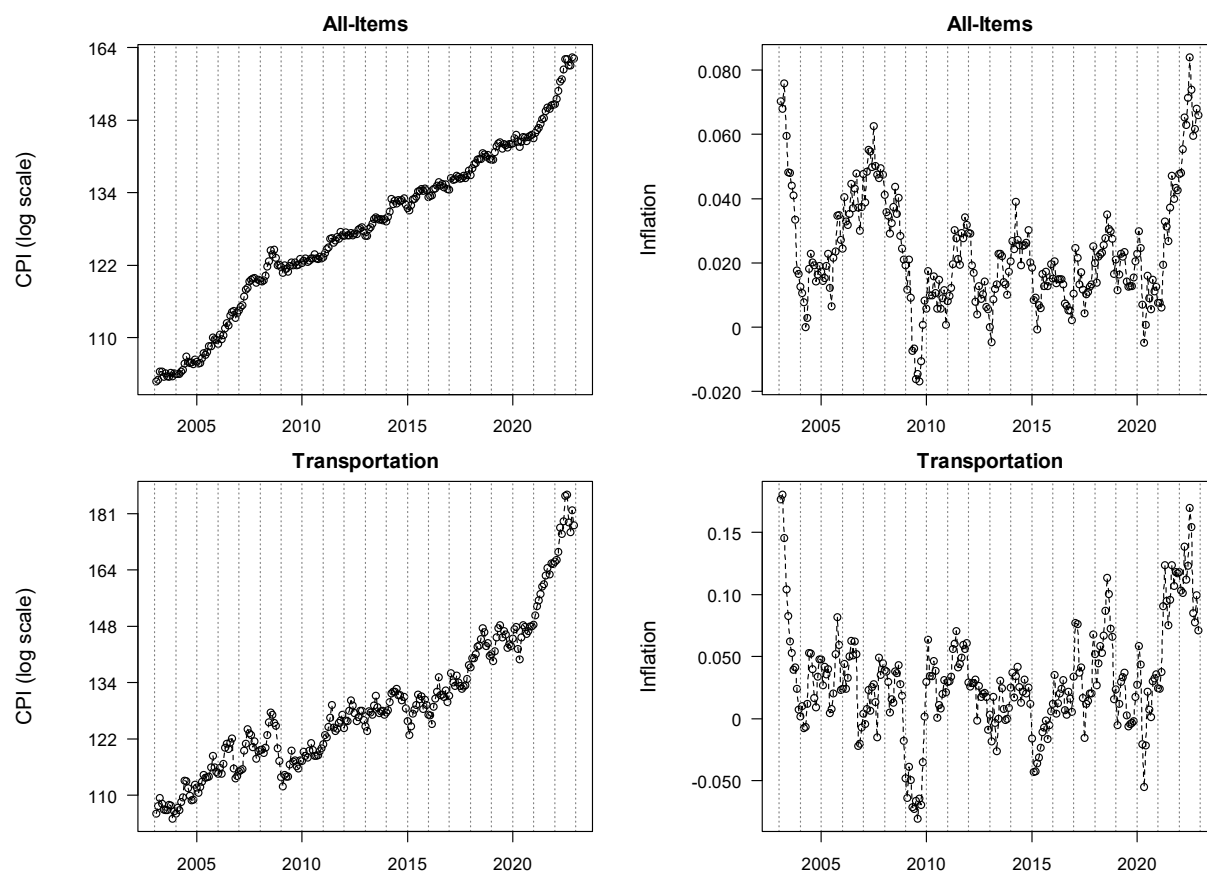 All-Items
CPI (log scale)
164
148
134
122
110
2005 2010 2015 2020
All-Items
Inflation
0.080
0.060
0.040
0.020
0
-0.020
2005 2010 2015 2020
Transportation
CPI (log scale)
181
164
148
134
122
110
2005 2010 2015 2020
Transportation
Inflation
0.15
0.10
0.050
0
-0.050
2005 2010 2015 2020